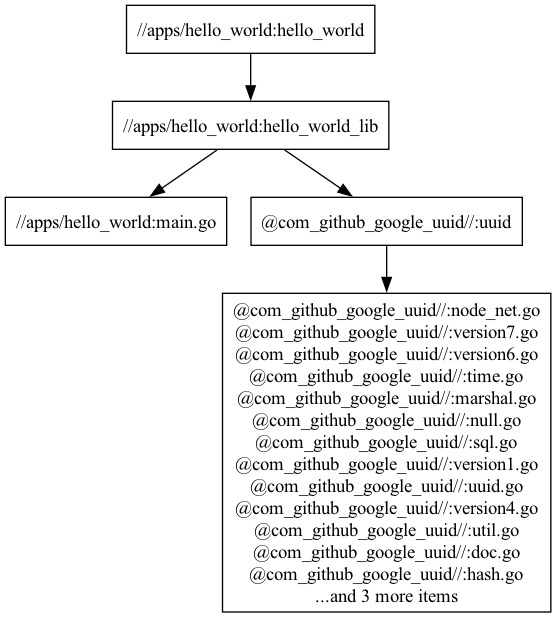 //apps/hello_world:hello_world
//apps/hello_world:hello_world_lib
//apps/hello_world:main.go
@com_github_google_uuid//:uuid
@com_github_google_uuid//:node_net.go
@com_github_google_uuid//:version7.go
@com_github_google_uuid//:version6.go
@com_github_google_uuid//:time.go
@com_github_google_uuid//:marshal.go
@com_github_google_uuid//:null.go
@com_github_google_uuid//:sql.go
@com_github_google_uuid//:version1.go
@com_github_google_uuid//:uuid.go
@com_github_google_uuid//:version4.go
@com_github_google_uuid//:util.go
@com_github_google_uuid//:doc.go
@com_github_google_uuid//:hash.go
...and 3 more items